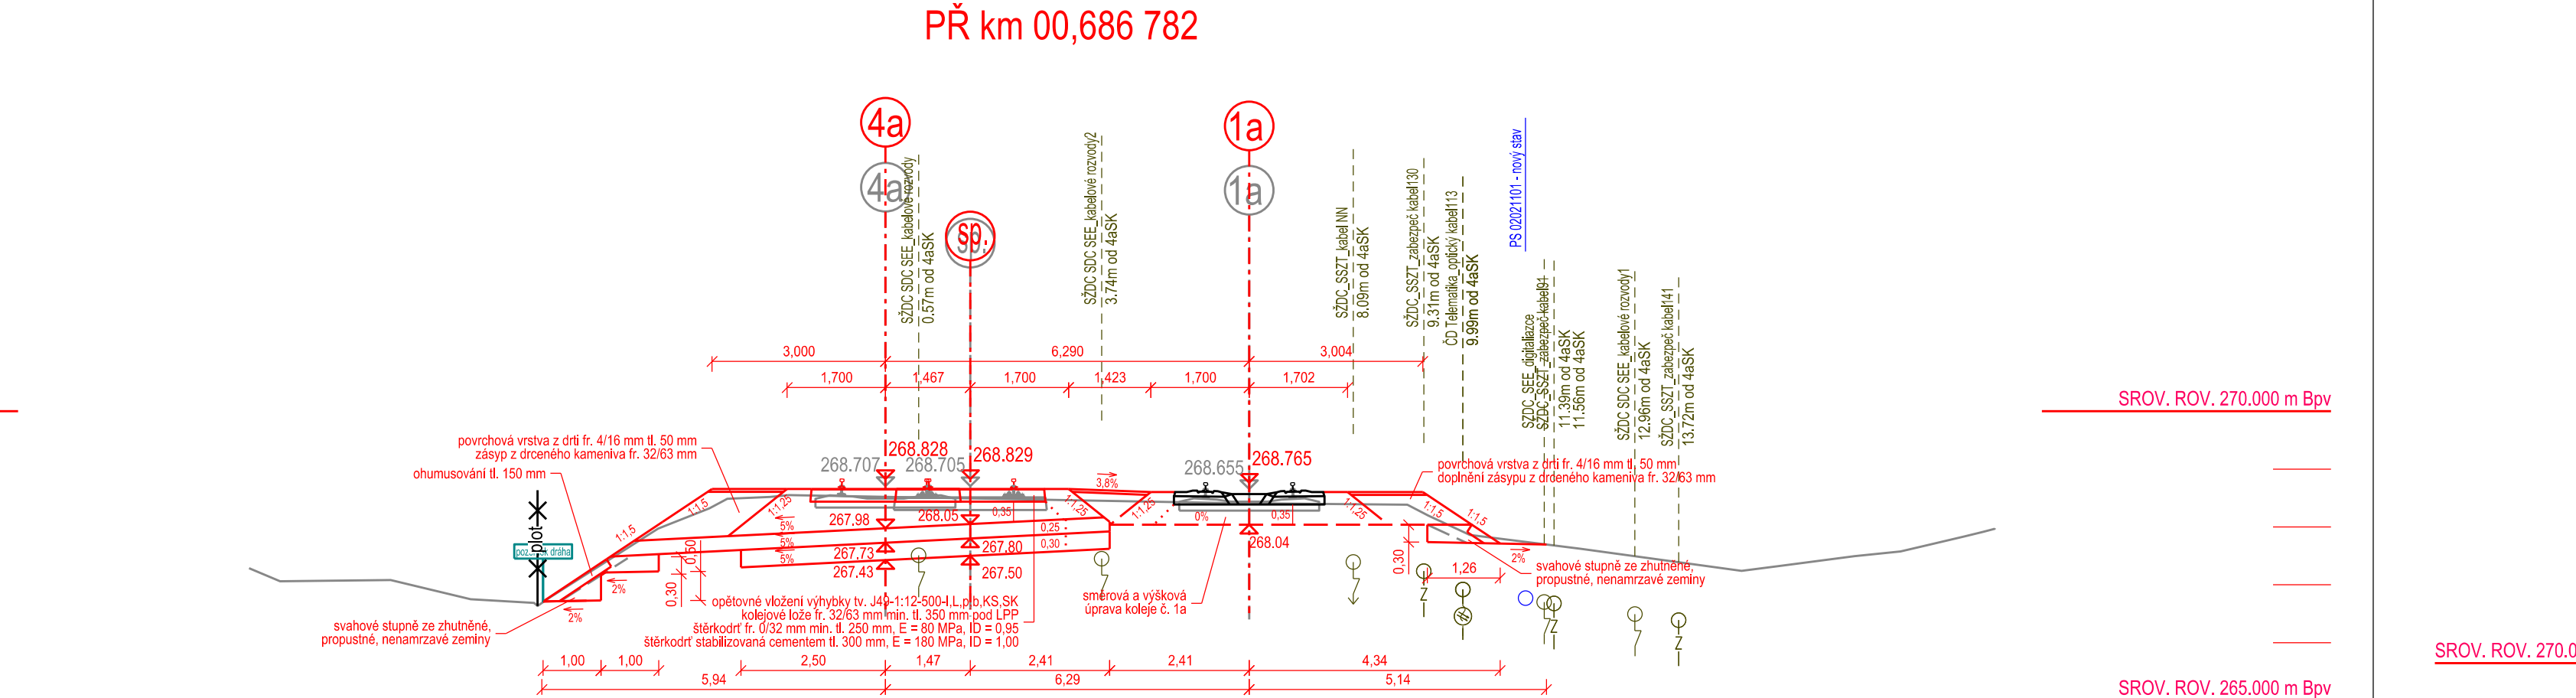 PŘ km 00,686 782
4a
4a
sp.
sp.
1a
1a
SŽDC SDC SEE_kabelové rozvody
0.57m od 4aSK
SŽDC SDC SEE_kabelové rozvody2
3.74m od 4aSK
SŽDC_SSZT_kabel NN
8.09m od 4aSK
SŽDC_SSZT_zabezpeč kabel130
9.31m od 4aSK
ČD Telematika_optický kabel113
9.99m od 4aSK
PS 02021101 - nový stav
SŽDC_SEE_digitaliazce
SŽDC_SSZT_zabezpeč kabel91
11.39m od 4aSK
11.56m od 4aSK
SŽDC SDC SEE_kabelové rozvody1
12.96m od 4aSK
SŽDC_SSZT_zabezpeč kabel141
13.72m od 4aSK
3,000
6,290
3,004
1,700
1,467
1,700
1,423
1,700
1,702
SROV. ROV. 270.000 m Bpv
povrchová vrstva z drti fr. 4/16 mm tl. 50 mm
zásyp z drceného kameniva fr. 32/63 mm
ohumusování tl. 150 mm
268.707
268.828
268.705
268.829
268.655
268.765
povrchová vrstva z drti fr. 4/16 mm tl. 50 mm
doplnění zásypu z drceného kameniva fr. 32/63 mm
3,8%
1:1,5
1:1,5
1:1,25
1:1,25
1:1,25
1:1,25
1:1,5
1:1,5
5%
5%
5%
267.98
268.05
0,35
0,25
0,30
0%
0,35
267.73
267.80
267.43
267.50
268.04
plot
0,50
0,30
0,30
1,26
2%
2%
2%
Z
Z
Z
svahové stupně ze zhutněné,
propustné, nenamrzavé zeminy
směrová a výšková
úprava koleje č. 1a
opětovné vložení výhybky tv. J49-1:12-500-I,L,p,b,KS,SK
kolejové lože fr. 32/63 mm min. tl. 350 mm pod LPP
štěrkodrť fr. 0/32 mm min. tl. 250 mm, E = 80 MPa, ID = 0,95
štěrkodrť stabilizovaná cementem tl. 300 mm, E = 180 MPa, ID = 1,00
svahové stupně ze zhutněné,
propustné, nenamrzavé zeminy
1,00
1,00
2,50
1,47
2,41
2,41
4,34
5,94
6,29
5,14
SROV. ROV. 270.0
SROV. ROV. 265.000 m Bpv